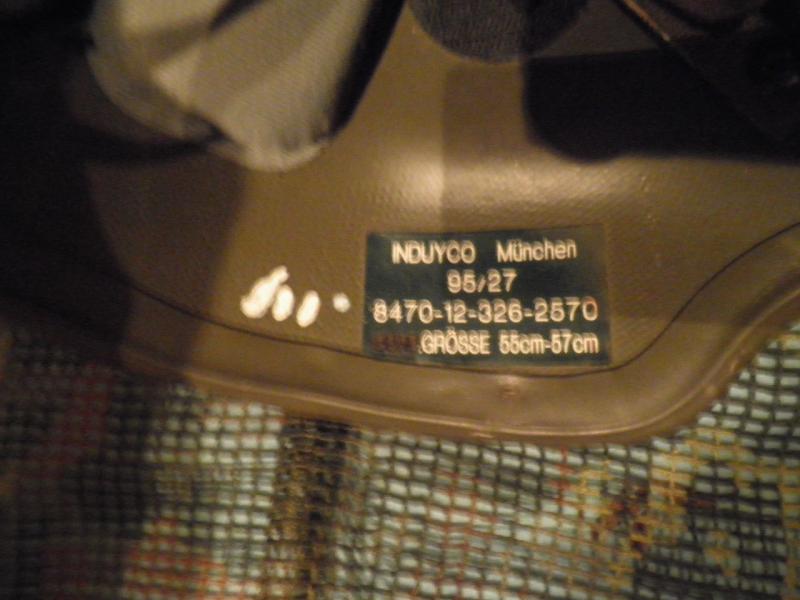 INDUYCO München
95/27
8470-12-326-2570
GRÖSSE 55cm-57cm